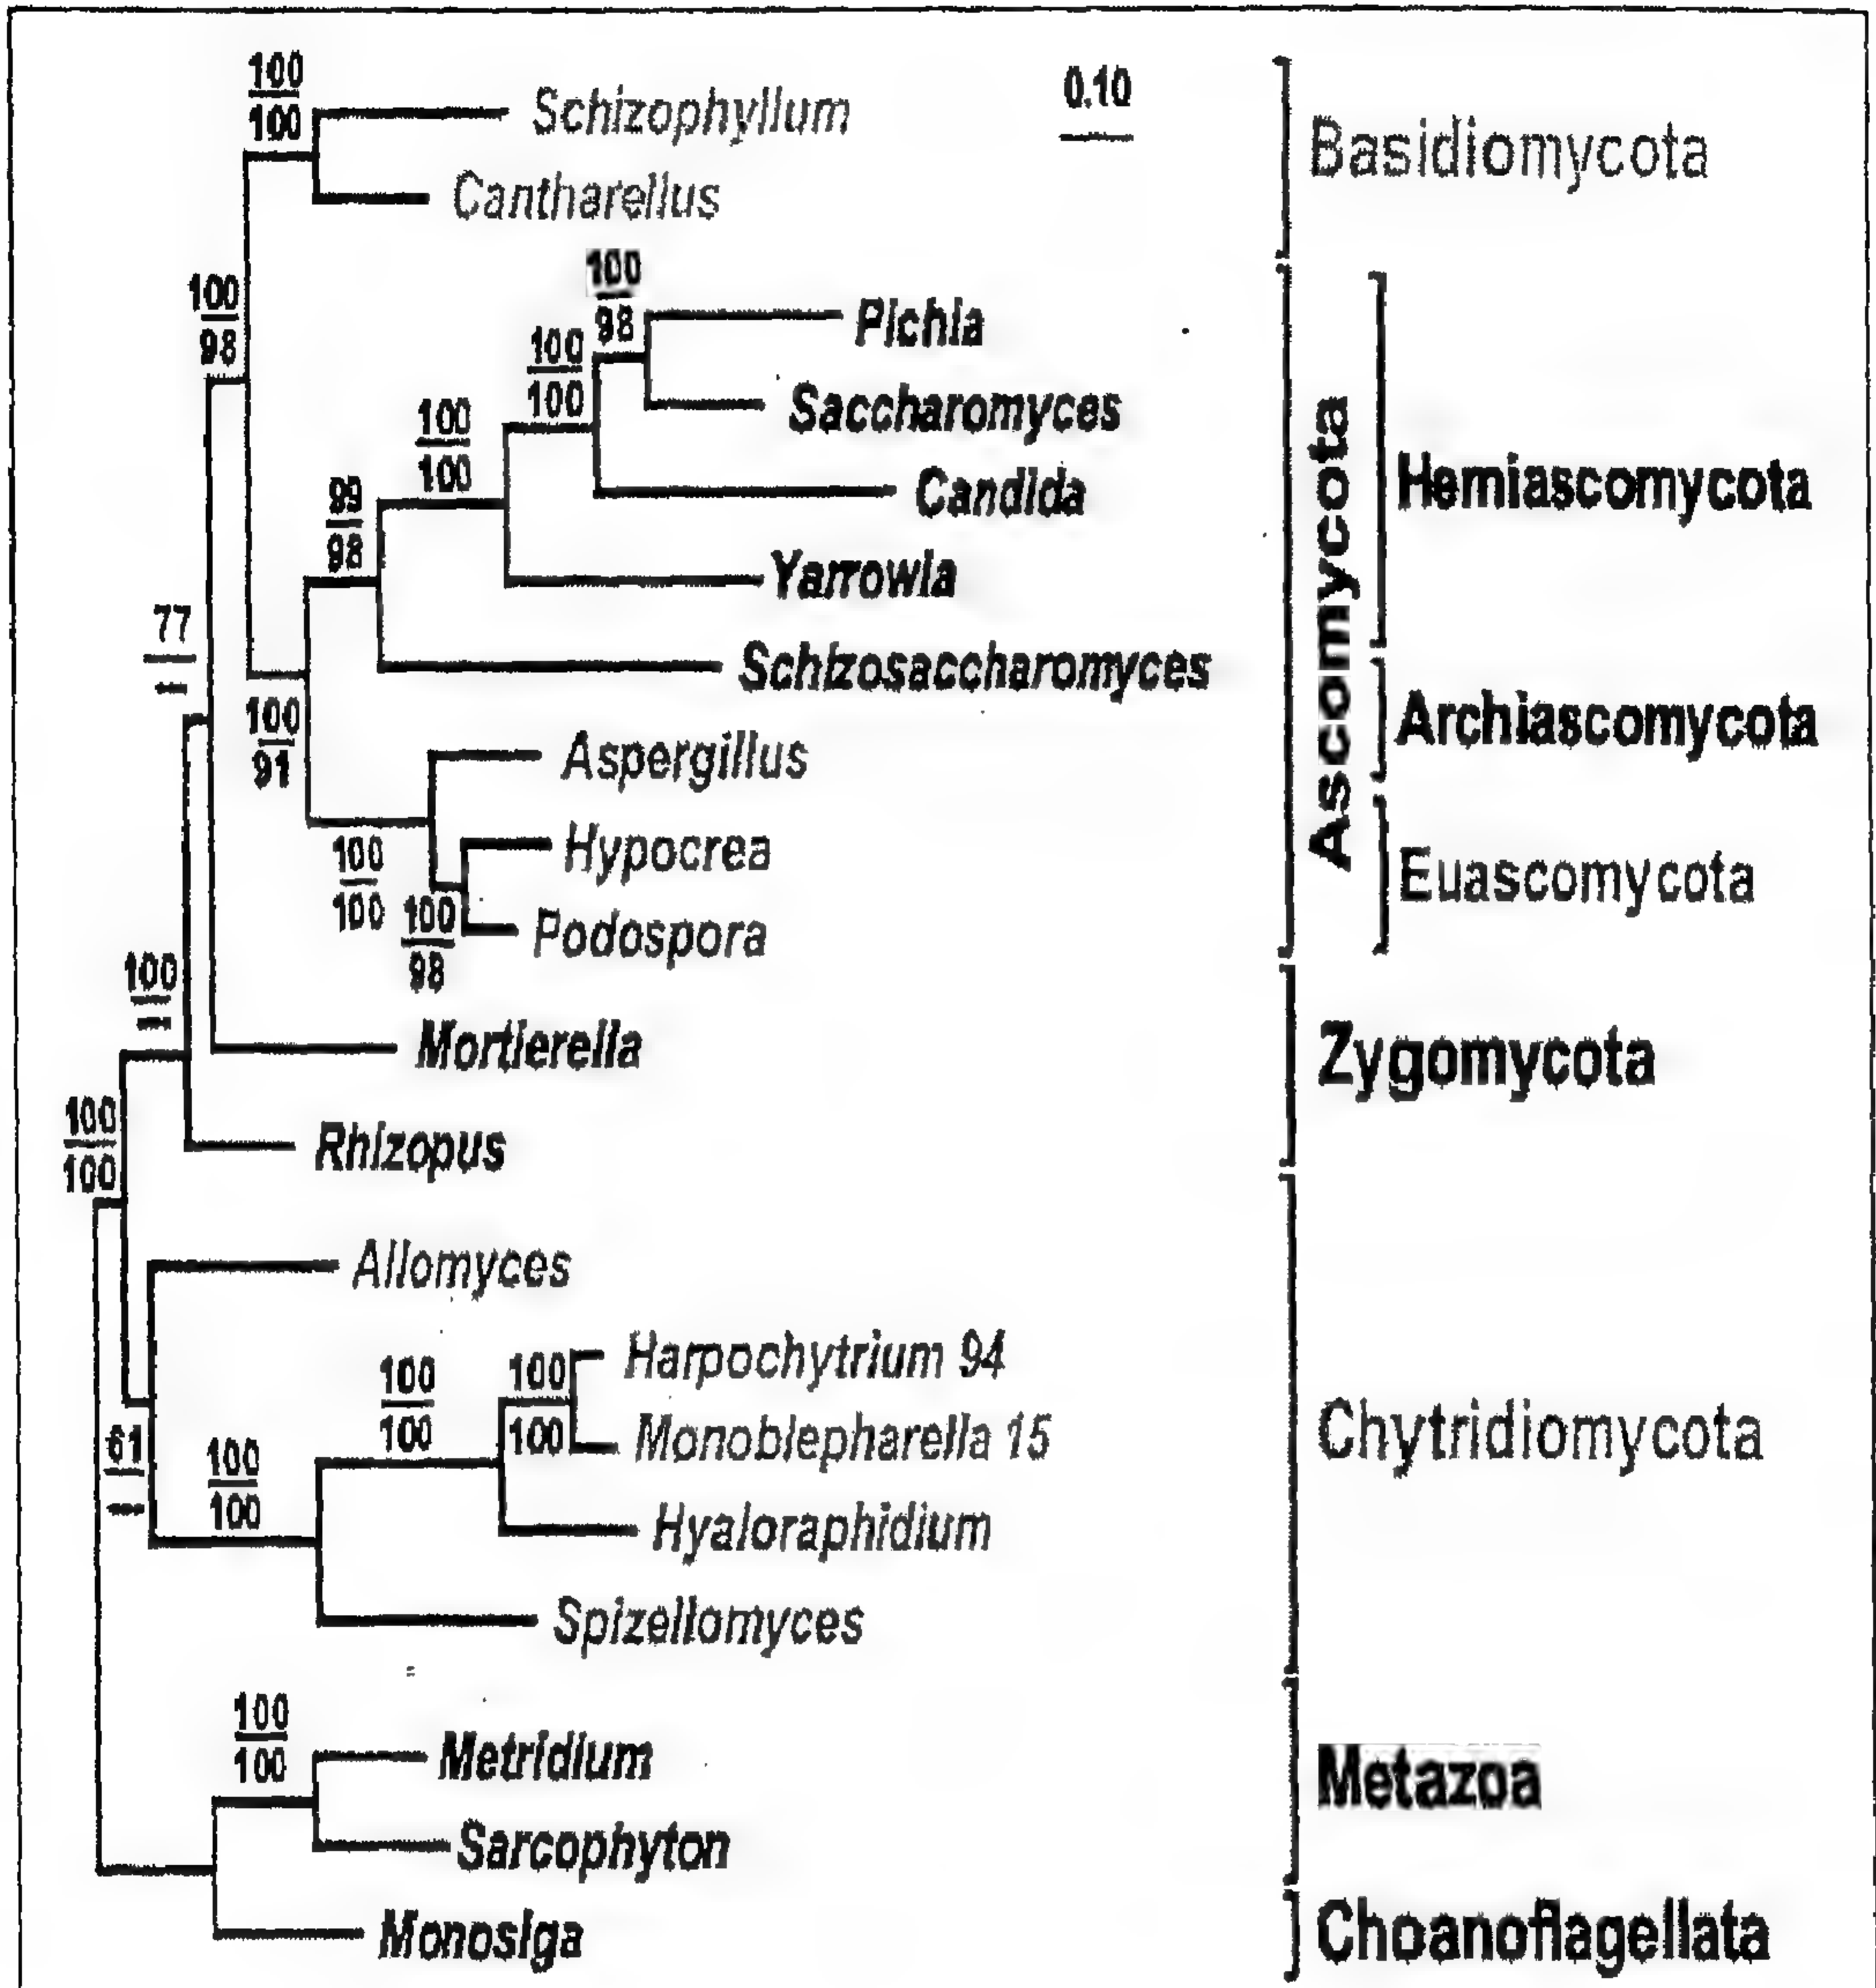 100
100
Schizophyllum
0.10
Basidiomycota
Cantharellus
100
98
100
98
Pichia
100
100
Saccharomyces
100
100
Candida
Hemiascomycota
Ascomycota
99
98
Yarrowia
77
--
Schizosaccharomyces
100
91
Archiascomycota
Aspergillus
100
100
Hypocrea
Euascomycota
100
98
Podospora
100
--
Mortierella
Zygomycota
100
100
Rhizopus
Allomyces
100
100
100
100
Harpochytrium 94
Monoblepharella 15
Chytridiomycota
61
--
100
100
Hyaloraphidium
Spizellomyces
100
100
Metridium
Metazoa
Sarcophyton
Monosiga
Choanoflagellata